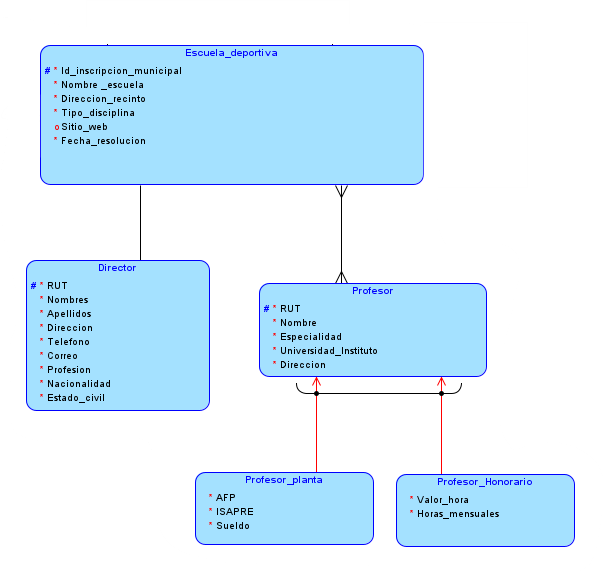 Escuela_deportiva
# * Id_inscripcion_municipal
* Nombre _escuela
* Direccion_recinto
* Tipo_disciplina
o Sitio_web
* Fecha_resolucion
Director
# * RUT
* Nombres
* Apellidos
* Direccion
* Telefono
* Correo
* Profesion
* Nacionalidad
* Estado_civil
Profesor
# * RUT
* Nombre
* Especialidad
* Universidad_Instituto
* Direccion
Profesor_planta
* AFP
* ISAPRE
* Sueldo
Profesor_Honorario
* Valor_hora
* Horas_mensuales